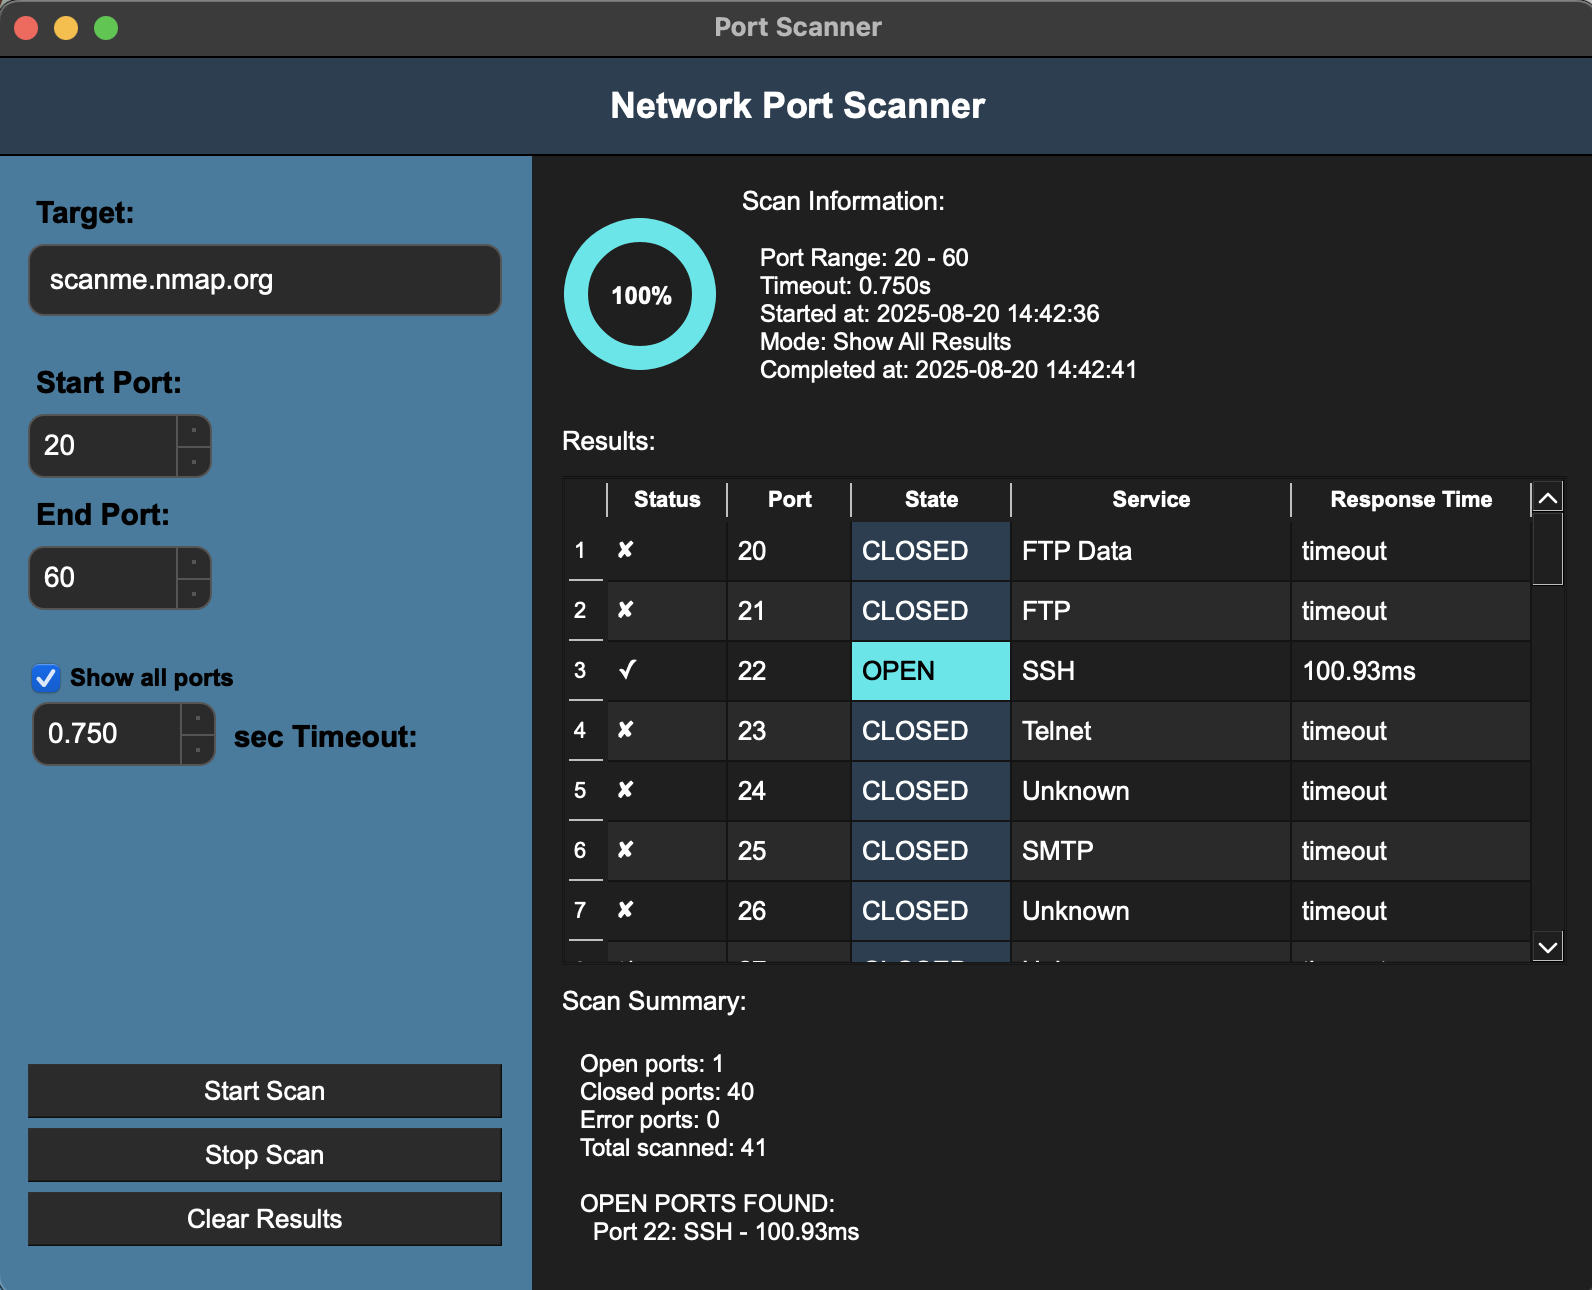 Port Scanner
Network Port Scanner
Target:
scanme.nmap.org
Start Port:
20
End Port:
60
Show all ports
0.750 sec Timeout:
Start Scan
Stop Scan
Clear Results
100%
Scan Information:
Port Range: 20 - 60
Timeout: 0.750s
Started at: 2025-08-20 14:42:36
Mode: Show All Results
Completed at: 2025-08-20 14:42:41
Results:
Status Port State Service Response Time
1 ✘ 20 CLOSED FTP Data timeout
2 ✘ 21 CLOSED FTP timeout
3 ✓ 22 OPEN SSH 100.93ms
4 ✘ 23 CLOSED Telnet timeout
5 ✘ 24 CLOSED Unknown timeout
6 ✘ 25 CLOSED SMTP timeout
7 ✘ 26 CLOSED Unknown timeout
Scan Summary:
Open ports: 1
Closed ports: 40
Error ports: 0
Total scanned: 41
OPEN PORTS FOUND:
Port 22: SSH - 100.93ms